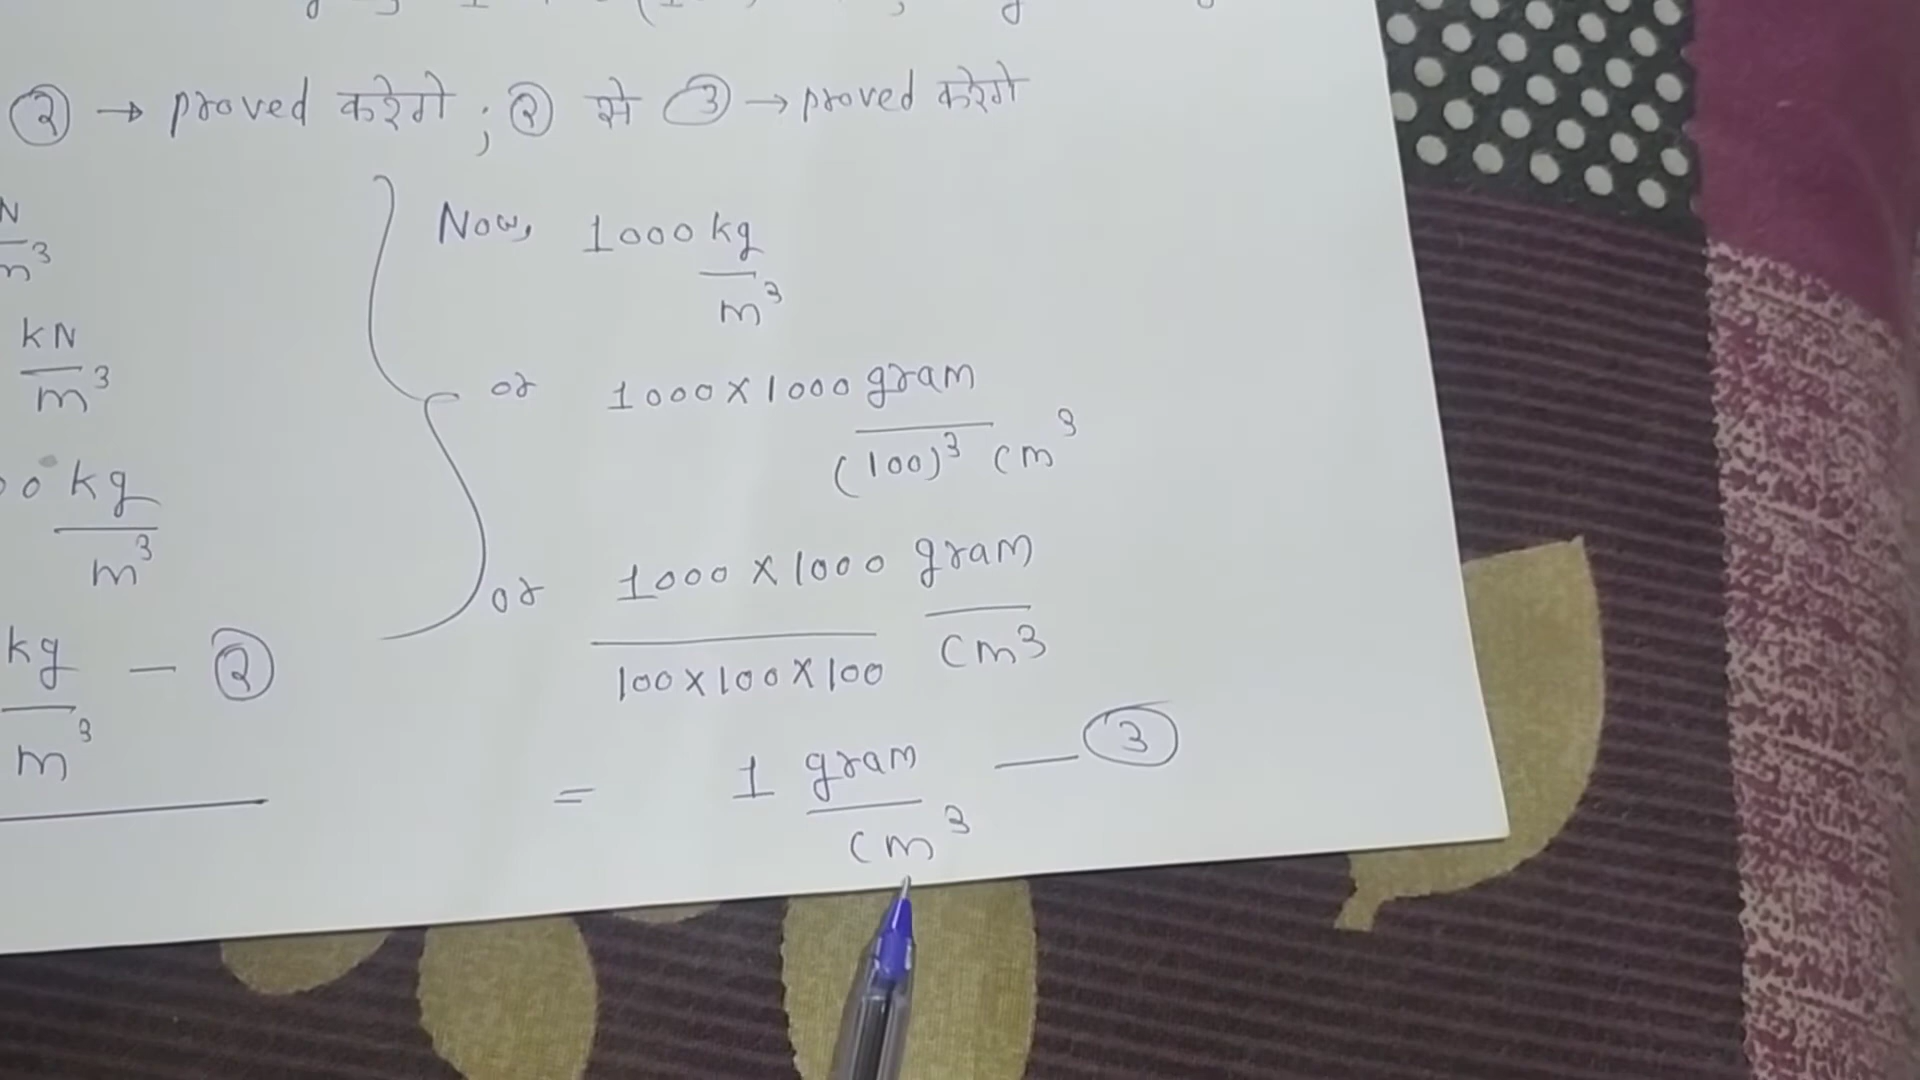 ② → proved करेगे ; ② से ③ → proved करेगे
N
m³
kN
m³
0 kg
m³
kg — ②
m³
Now, 1000 kg
m³
or 1000 x 1000 gram
(100)³ cm³
or 1000 x 1000 gram
100 x 100 x 100 cm³
= 1 gram — ③
cm³